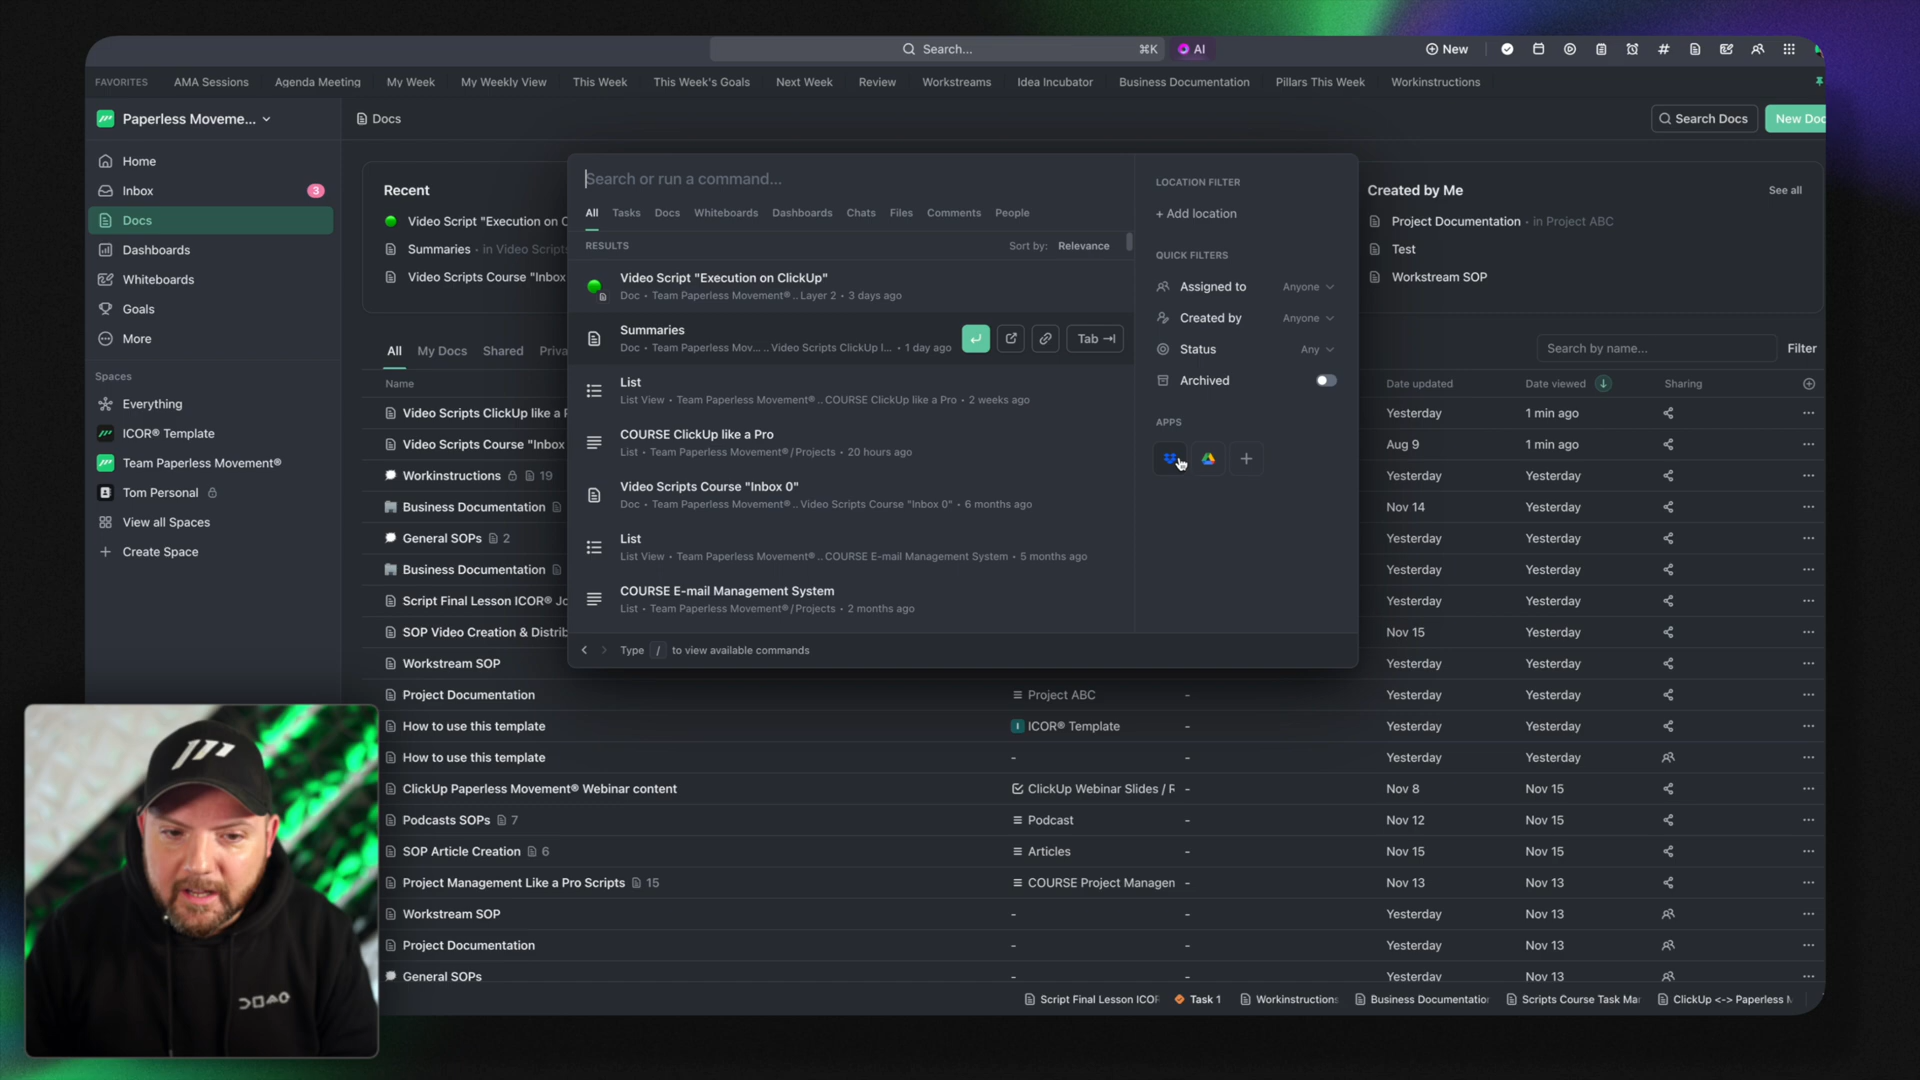 Search...
⌘K
AI
New
FAVORITES
AMA Sessions
Agenda Meeting
My Week
My Weekly View
This Week
This Week's Goals
Next Week
Review
Workstreams
Idea Incubator
Business Documentation
Pillars This Week
Workinstructions
Paperless Moveme...
Home
Inbox
3
Docs
Dashboards
Whiteboards
Goals
More
Spaces
Everything
ICOR® Template
Team Paperless Movement®
Tom Personal
View all Spaces
Create Space
Docs
Search Docs
New Doc
Recent
Video Script "Execution on C
Summaries · in Video Scripts
Video Scripts Course "Inbox
Created by Me
See all
Project Documentation · in Project ABC
Test
Workstream SOP
All
My Docs
Shared
Priva
Search by name...
Filter
Name
Date updated
Date viewed
Sharing
Video Scripts ClickUp like a P
Yesterday
1 min ago
Video Scripts Course "Inbox
Aug 9
1 min ago
Workinstructions
19
Yesterday
Yesterday
Business Documentation
Nov 14
Yesterday
General SOPs
2
Yesterday
Yesterday
Business Documentation
Yesterday
Yesterday
Script Final Lesson ICOR® Jo
Yesterday
Yesterday
SOP Video Creation & Distrib
Nov 15
Yesterday
Workstream SOP
Yesterday
Yesterday
Project Documentation
Project ABC
-
Yesterday
Yesterday
How to use this template
I
ICOR® Template
-
Yesterday
Yesterday
How to use this template
-
-
Yesterday
Yesterday
ClickUp Paperless Movement® Webinar content
ClickUp Webinar Slides / F
-
Nov 8
Nov 15
Podcasts SOPs
7
Podcast
-
Nov 12
Nov 15
SOP Article Creation
6
Articles
-
Nov 15
Nov 15
Project Management Like a Pro Scripts
15
COURSE Project Managen
-
Nov 13
Nov 13
Workstream SOP
-
-
Yesterday
Nov 13
Project Documentation
-
-
Yesterday
Nov 13
General SOPs
-
-
Yesterday
Nov 13
Search or run a command...
All
Tasks
Docs
Whiteboards
Dashboards
Chats
Files
Comments
People
RESULTS
Sort by: Relevance
Video Script "Execution on ClickUp"
Doc • Team Paperless Movement® .. Layer 2 • 3 days ago
Summaries
Doc • Team Paperless Mov... .. Video Scripts ClickUp l... • 1 day ago
Tab
List
List View • Team Paperless Movement® .. COURSE ClickUp like a Pro • 2 weeks ago
COURSE ClickUp like a Pro
List • Team Paperless Movement® / Projects • 20 hours ago
Video Scripts Course "Inbox 0"
Doc • Team Paperless Movement® .. Video Scripts Course "Inbox 0" • 6 months ago
List
List View • Team Paperless Movement® .. COURSE E-mail Management System • 5 months ago
COURSE E-mail Management System
List • Team Paperless Movement® / Projects • 2 months ago
Type / to view available commands
LOCATION FILTER
+ Add location
QUICK FILTERS
Assigned to
Anyone
Created by
Anyone
Status
Any
Archived
APPS
Script Final Lesson ICOR
Task 1
Workinstructions
Business Documentatio
Scripts Course Task Ma
ClickUp <-> Paperless M